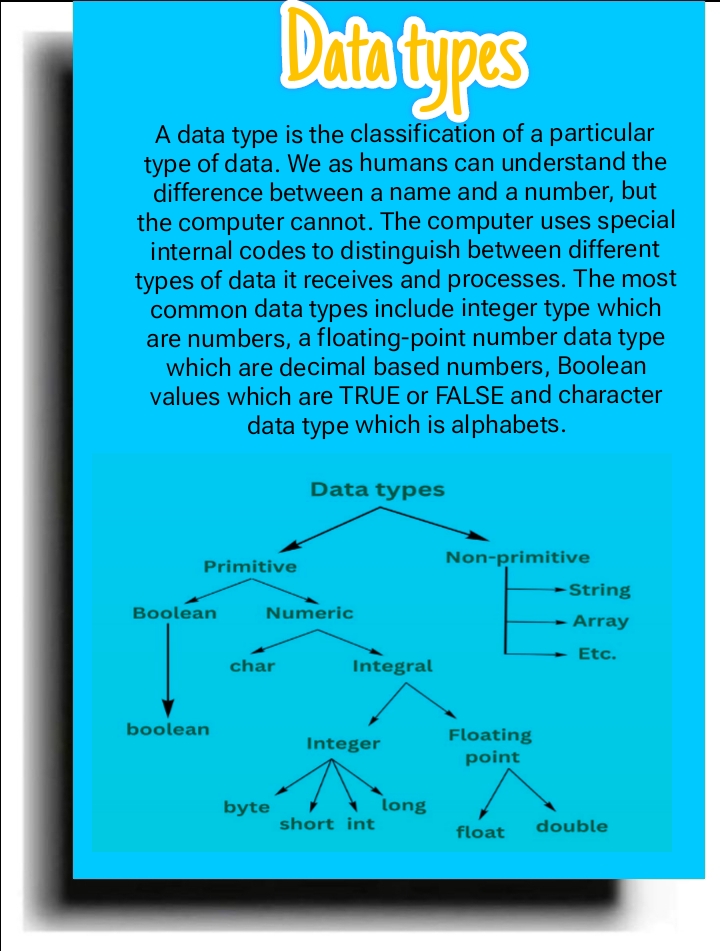 Data types
A data type is the classification of a particular
type of data. We as humans can understand the
difference between a name and a number, but
the computer cannot. The computer uses special
internal codes to distinguish between different
types of data it receives and processes. The most
common data types include integer type which
are numbers, a floating-point number data type
which are decimal based numbers, Boolean
values which are TRUE or FALSE and character
data type which is alphabets.
Data types
Primitive
Non-primitive
Boolean
Numeric
String
Array
Etc.
char
Integral
boolean
Integer
Floating
point
byte
short
int
long
float
double